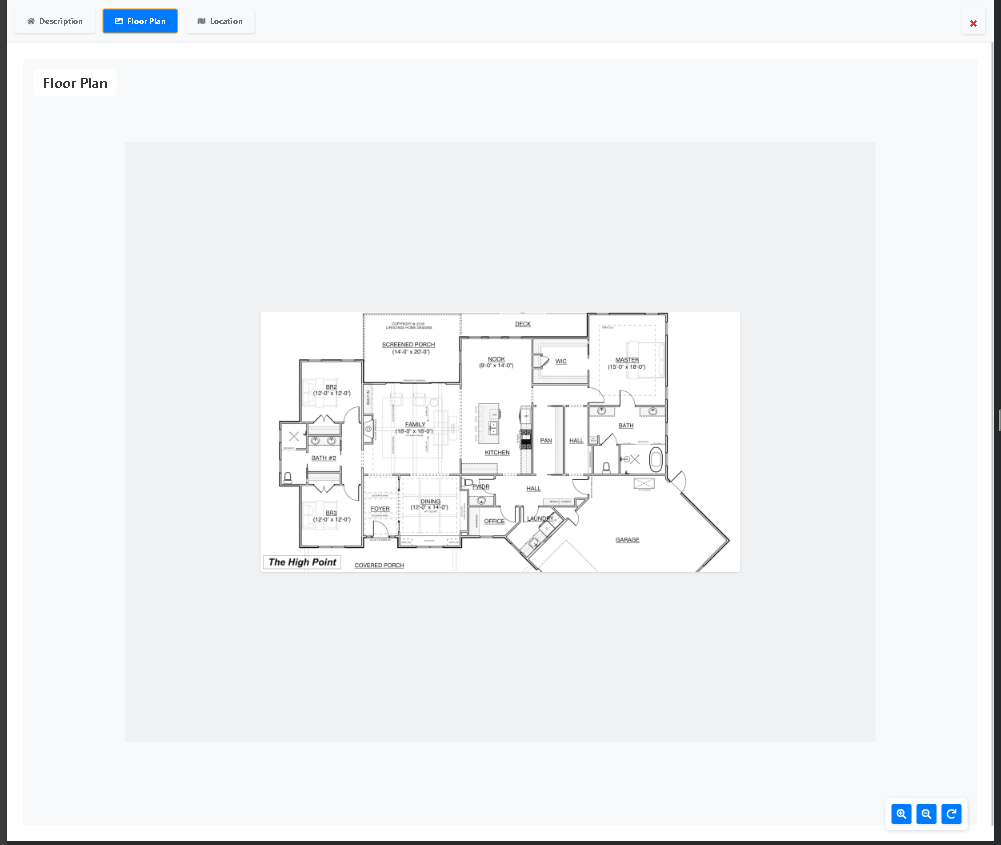 Description
Floor Plan
Location
Floor Plan
COPYRIGHT © 2018
LIFESTAGE HOME DESIGNS
DECK
SCREENED PORCH
(14'-0" x 20'-0")
NOOK
(9'-0" x 14'-0")
WIC
MASTER
(15'-0" x 18'-0")
BR2
(12'-0" x 12'-0")
FAMILY
(18'-0" x 18'-0")
BATH
PAN
HALL
KITCHEN
BATH #2
PWDR
HALL
DINING
(12'-0" x 14'-0")
FOYER
BR3
(12'-0" x 12'-0")
OFFICE
LAUNDRY
GARAGE
The High Point
COVERED PORCH